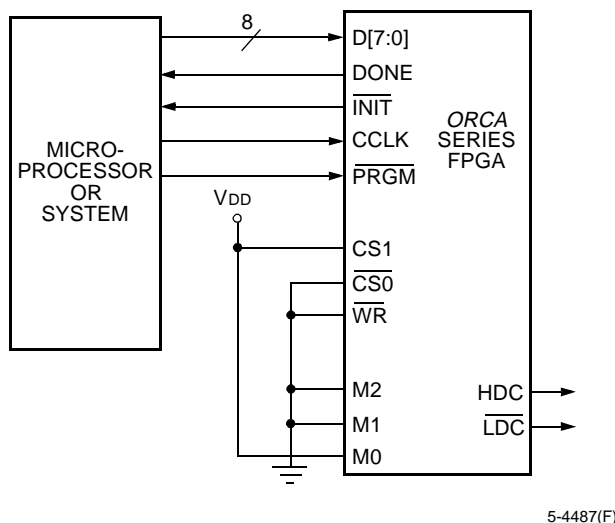 8
D[7:0]
DONE
INIT
CCLK
PRGM
MICRO-
PROCESSOR
OR
SYSTEM
ORCA
SERIES
FPGA
VDD
CS1
CS0
WR
M2
M1
M0
HDC
LDC
5-4487(F)